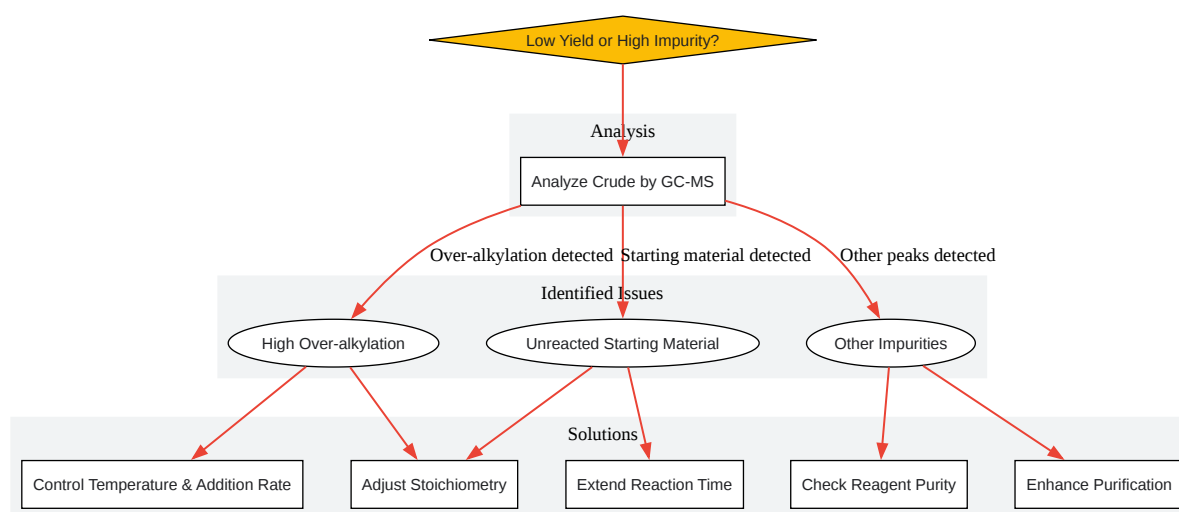 Low Yield or High Impurity?
Analysis
Analyze Crude by GC-MS
Over-alkylation detected
Starting material detected
Other peaks detected
Identified Issues
High Over-alkylation
Unreacted Starting Material
Other Impurities
Solutions
Control Temperature & Addition Rate
Adjust Stoichiometry
Extend Reaction Time
Check Reagent Purity
Enhance Purification